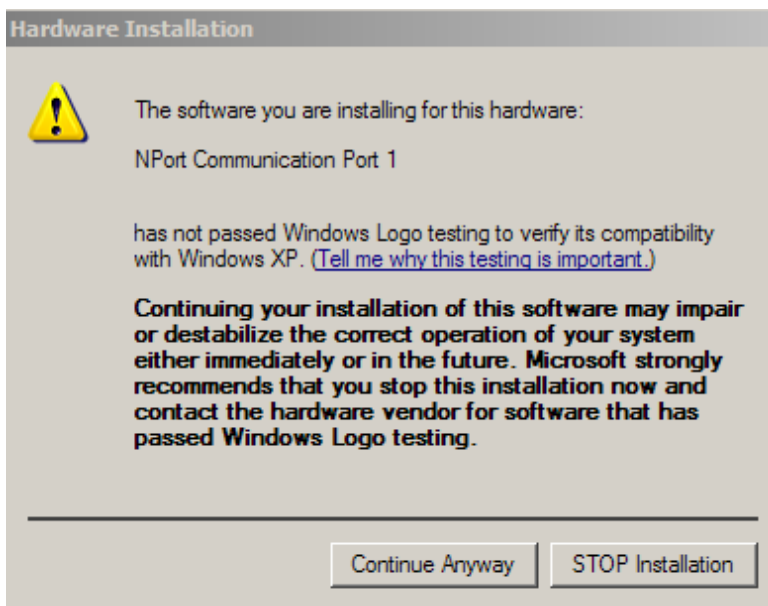 Hardware Installation
The software you are installing for this hardware:
NPort Communication Port 1
has not passed Windows Logo testing to verify its compatibility
with Windows XP. (Tell me why this testing is important.)
Continuing your installation of this software may impair
or destabilize the correct operation of your system
either immediately or in the future. Microsoft strongly
recommends that you stop this installation now and
contact the hardware vendor for software that has
passed Windows Logo testing.
Continue Anyway
STOP Installation